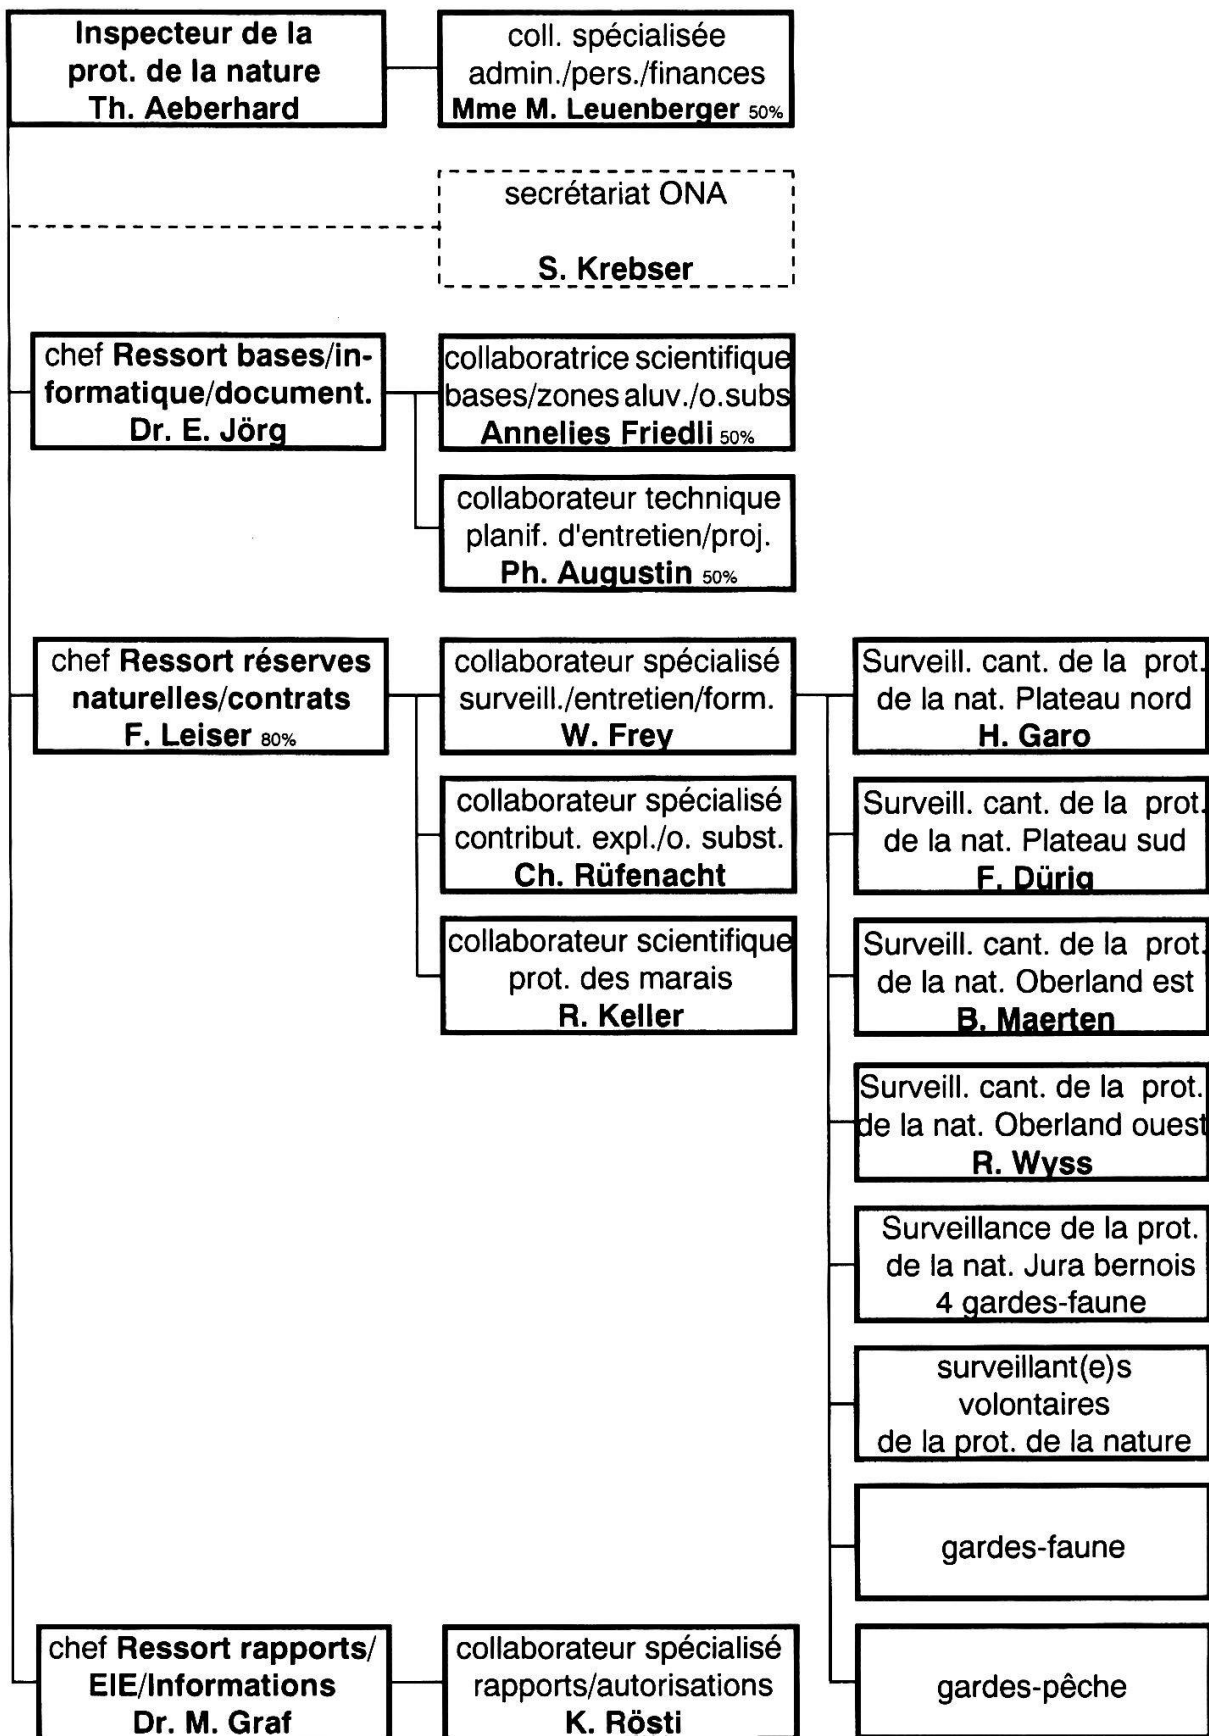 Inspecteur de la
prot. de la nature
Th. Aeberhard
coll. spécialisée
admin./pers./finances
Mme M. Leuenberger 50%
secrétariat ONA
S. Krebser
chef Ressort bases/in-
formatique/document.
Dr. E. Jörg
collaboratrice scientifique
bases/zones aluv./o.subs
Annelies Friedli 50%
collaborateur technique
planif. d'entretien/proj.
Ph. Augustin 50%
chef Ressort réserves
naturelles/contrats
F. Leiser 80%
collaborateur spécialisé
surveill./entretien/form.
W. Frey
collaborateur spécialisé
contribut. expl./o. subst.
Ch. Rüfenacht
collaborateur scientifique
prot. des marais
R. Keller
Surveill. cant. de la prot.
de la nat. Plateau nord
H. Garo
Surveill. cant. de la prot.
de la nat. Plateau sud
F. Dürig
Surveill. cant. de la prot.
de la nat. Oberland est
B. Maerten
Surveill. cant. de la prot.
de la nat. Oberland ouest
R. Wyss
Surveillance de la prot.
de la nat. Jura bernois
4 gardes-faune
surveillant(e)s
volontaires
de la prot. de la nature
gardes-faune
gardes-pêche
chef Ressort rapports/
EIE/Informations
Dr. M. Graf
collaborateur spécialisé
rapports/autorisations
K. Rösti